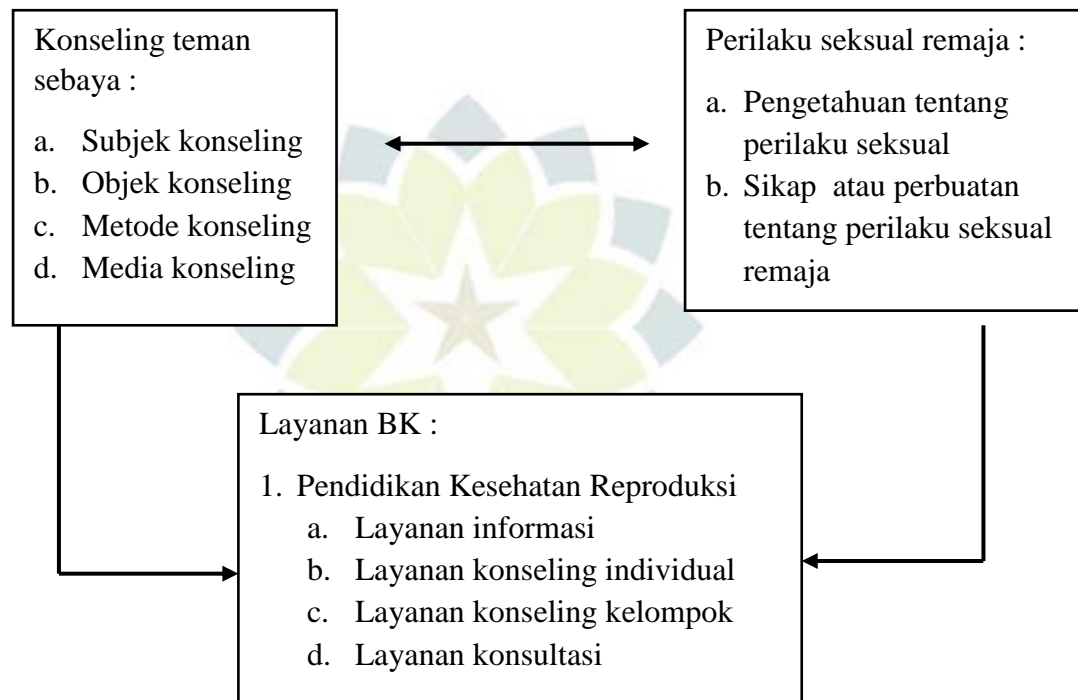 Konseling teman
sebaya :
a. Subjek konseling
b. Objek konseling
c. Metode konseling
d. Media konseling
Perilaku seksual remaja :
a. Pengetahuan tentang
perilaku seksual
b. Sikap atau perbuatan
tentang perilaku seksual
remaja
Layanan BK :
1. Pendidikan Kesehatan Reproduksi
a. Layanan informasi
b. Layanan konseling individual
c. Layanan konseling kelompok
d. Layanan konsultasi